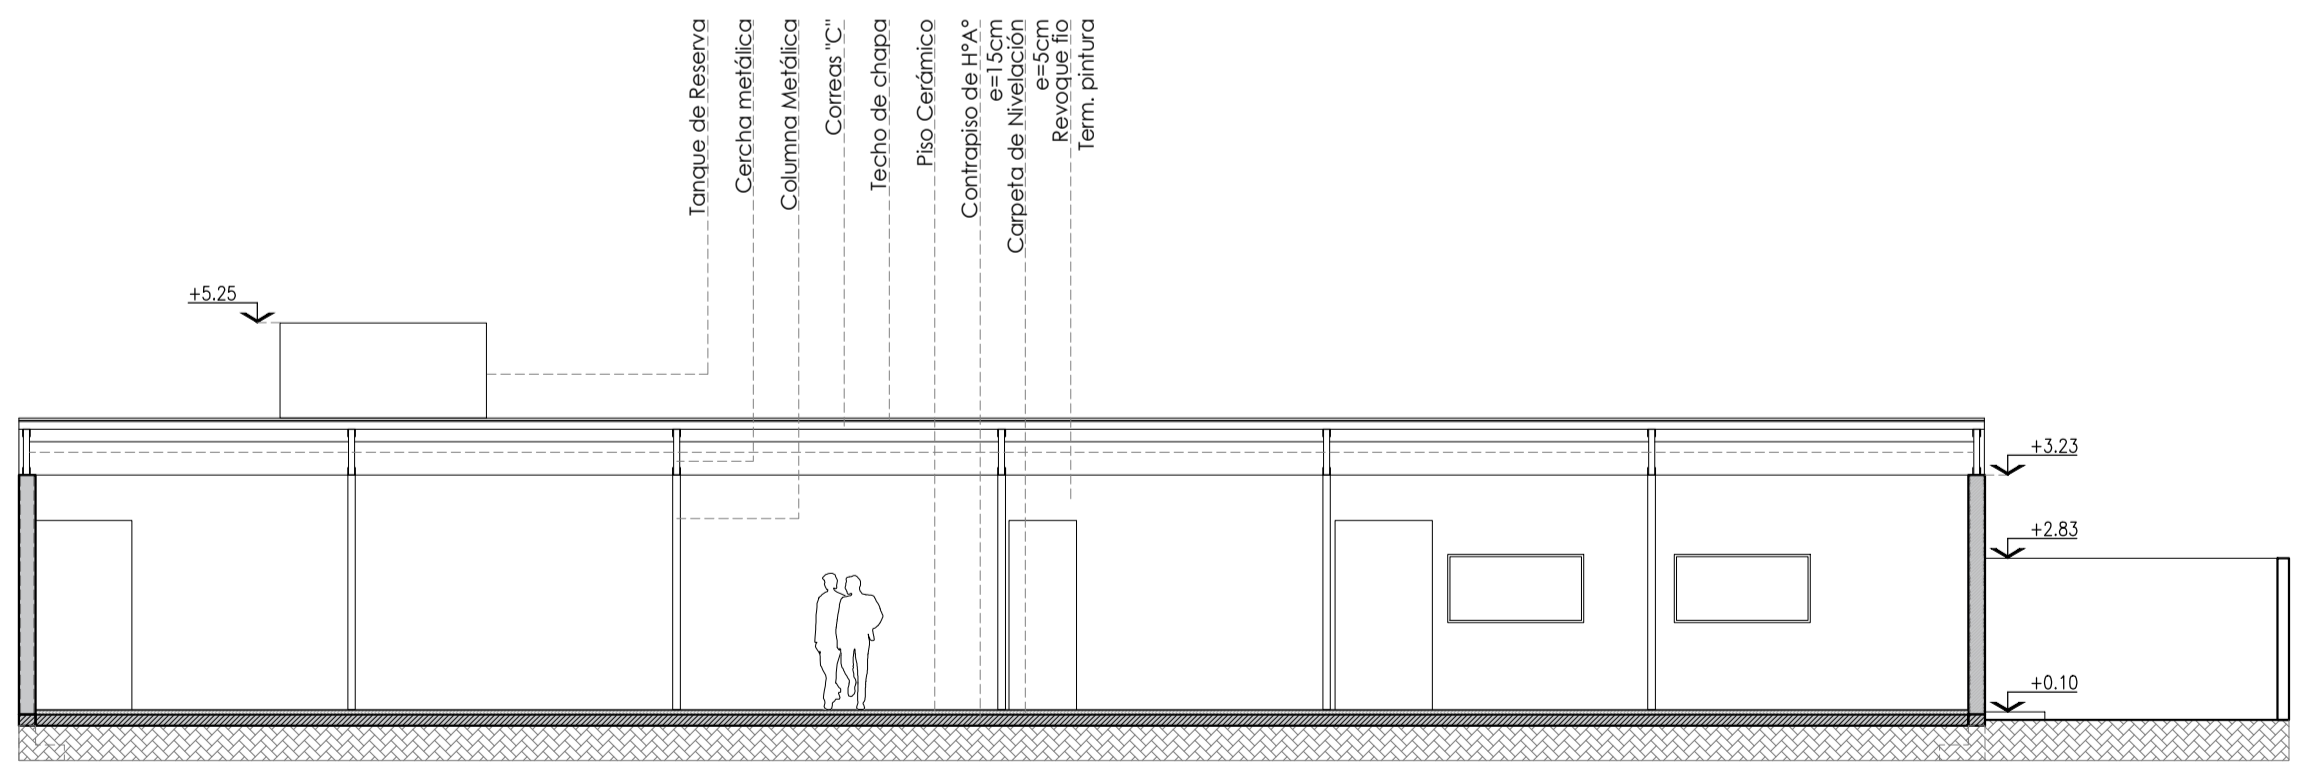 Tanque de Reserva
Cercha metálica
Columna Metálica
Correas "C"
Techo de chapa
Piso Cerámico
Contrapiso de H°A°
e=15cm
Carpeta de Nivelación
e=5cm
Revoque fio
Term. pintura
+5.25
+3.23
+2.83
+0.10